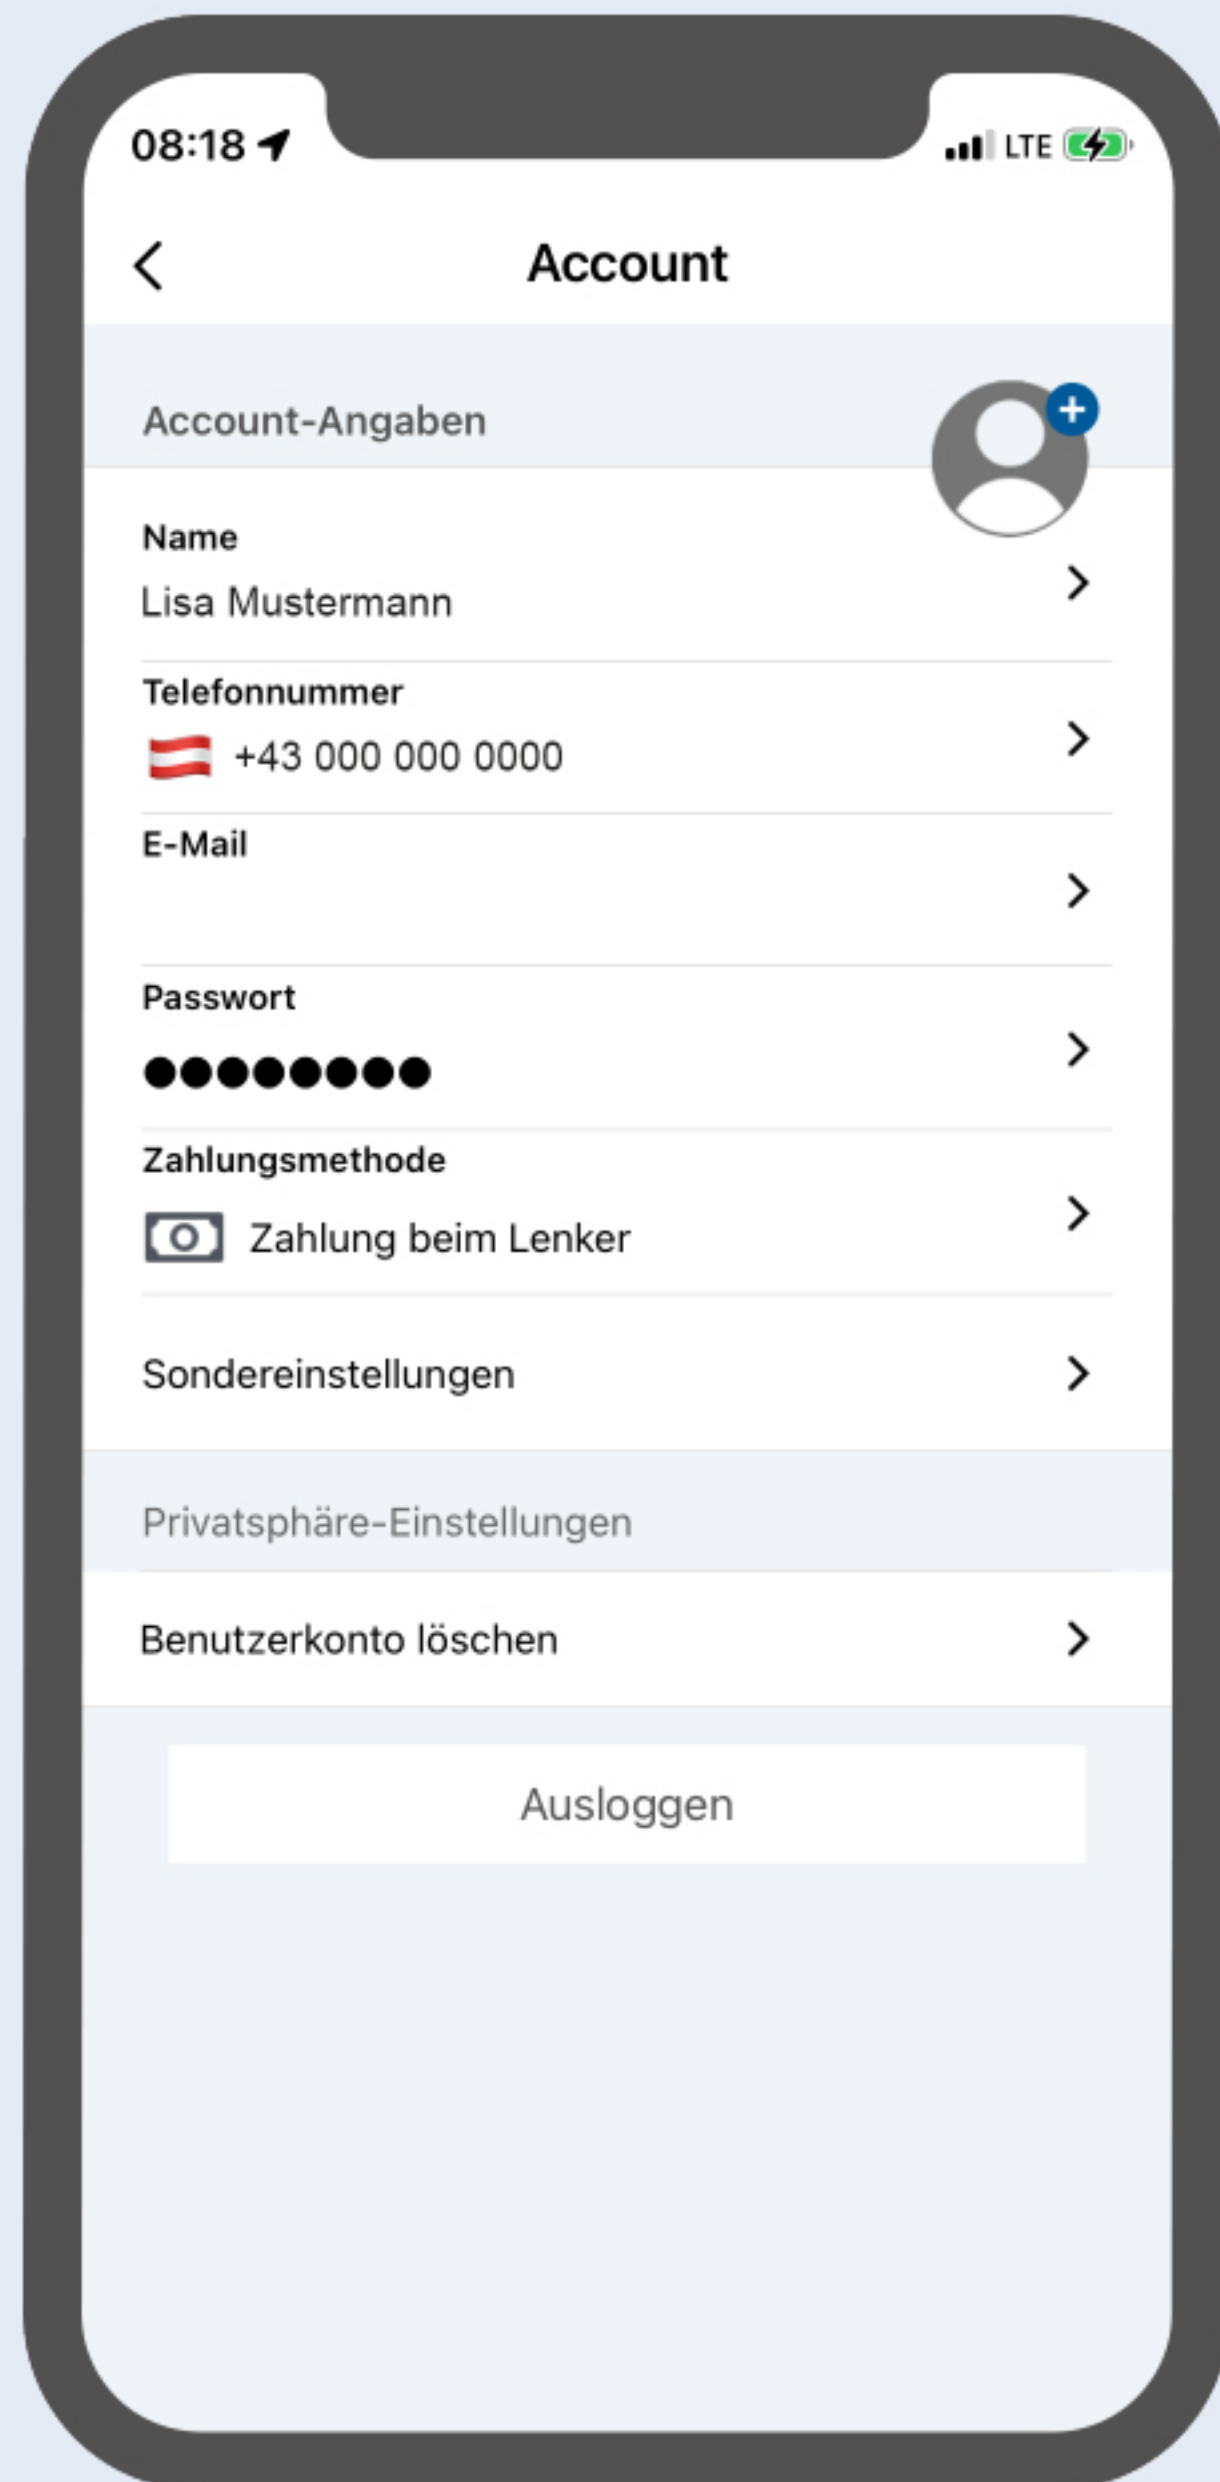 08:18 LTE
Account
Account-Angaben
Name
Lisa Mustermann
Telefonnummer
+43 000 000 0000
E-Mail
Passwort
●●●●●●●●
Zahlungsmethode
Zahlung beim Lenker
Sondereinstellungen
Privatsphäre-Einstellungen
Benutzerkonto löschen
Ausloggen